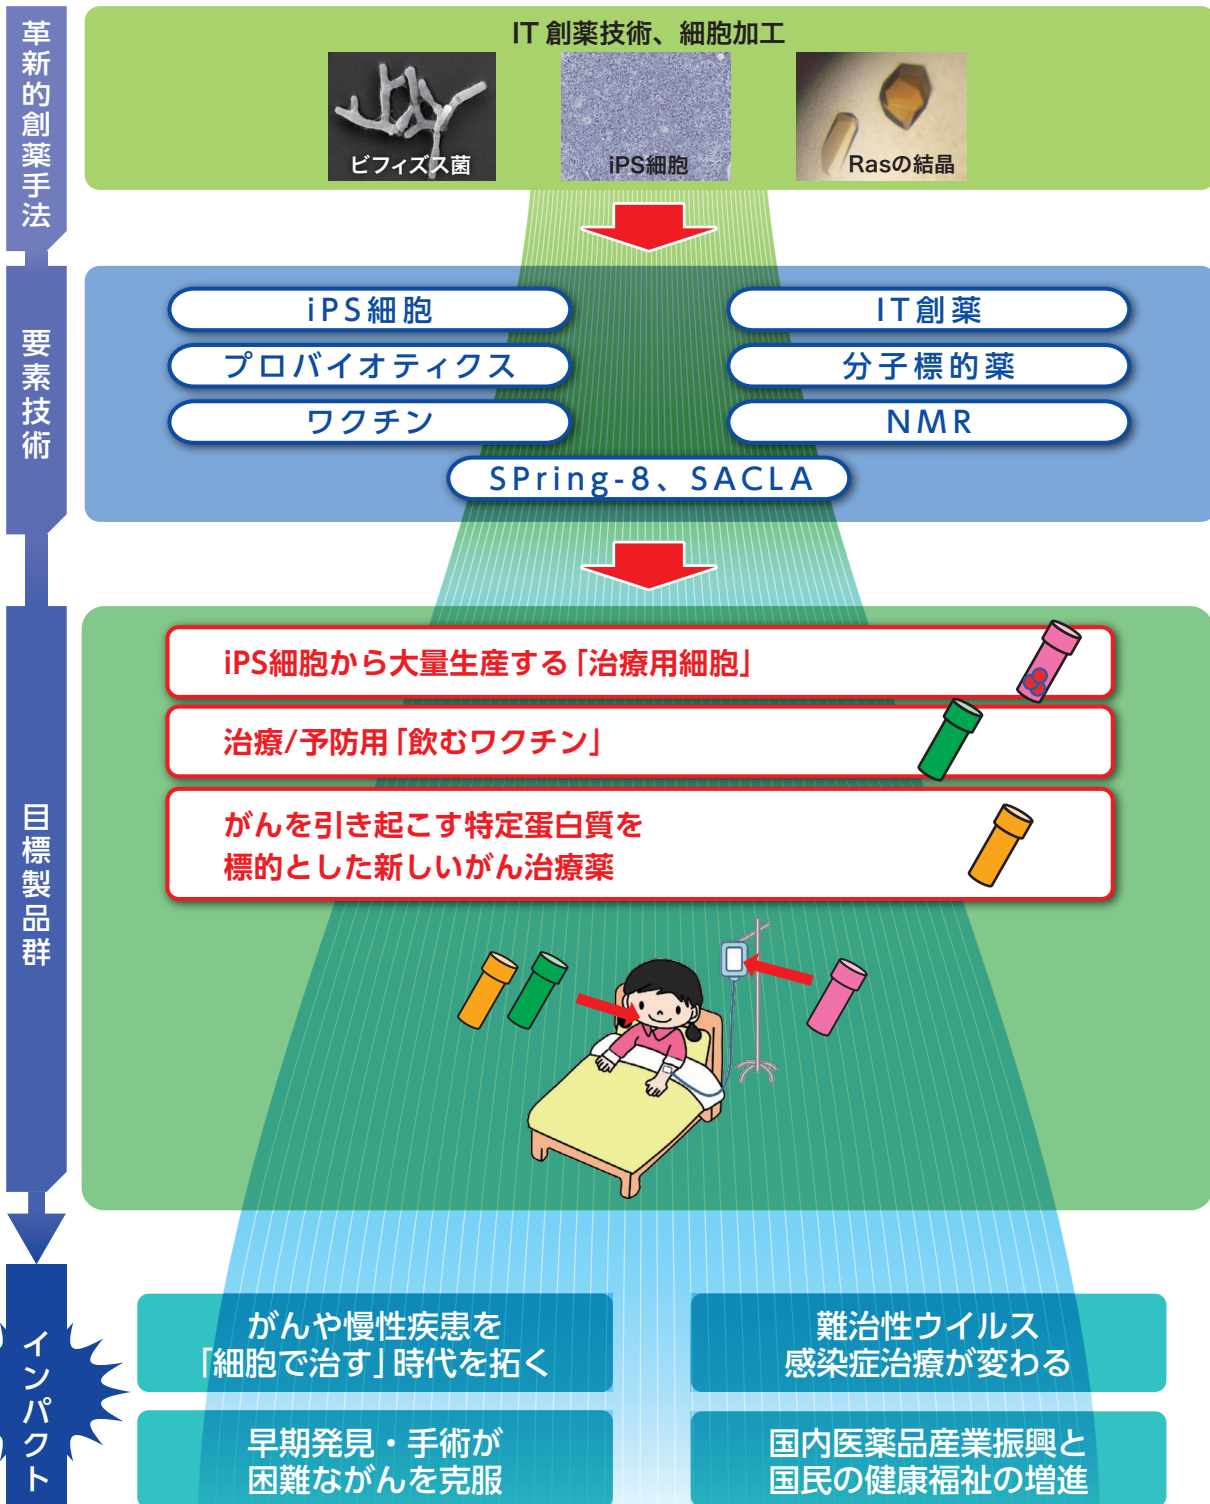 革新的創薬手法
IT 創薬技術、細胞加工
ビフィズス菌
iPS細胞
Rasの結晶
要素技術
iPS細胞
IT創薬
プロバイオティクス
分子標的薬
ワクチン
NMR
SPring-8、SACLA
目標製品群
iPS細胞から大量生産する「治療用細胞」
治療/予防用「飲むワクチン」
がんを引き起こす特定蛋白質を
標的とした新しいがん治療薬
インパクト
がんや慢性疾患を
「細胞で治す」時代を拓く
難治性ウイルス
感染症治療が変わる
早期発見・手術が
困難ながんを克服
国内医薬品産業振興と
国民の健康福祉の増進